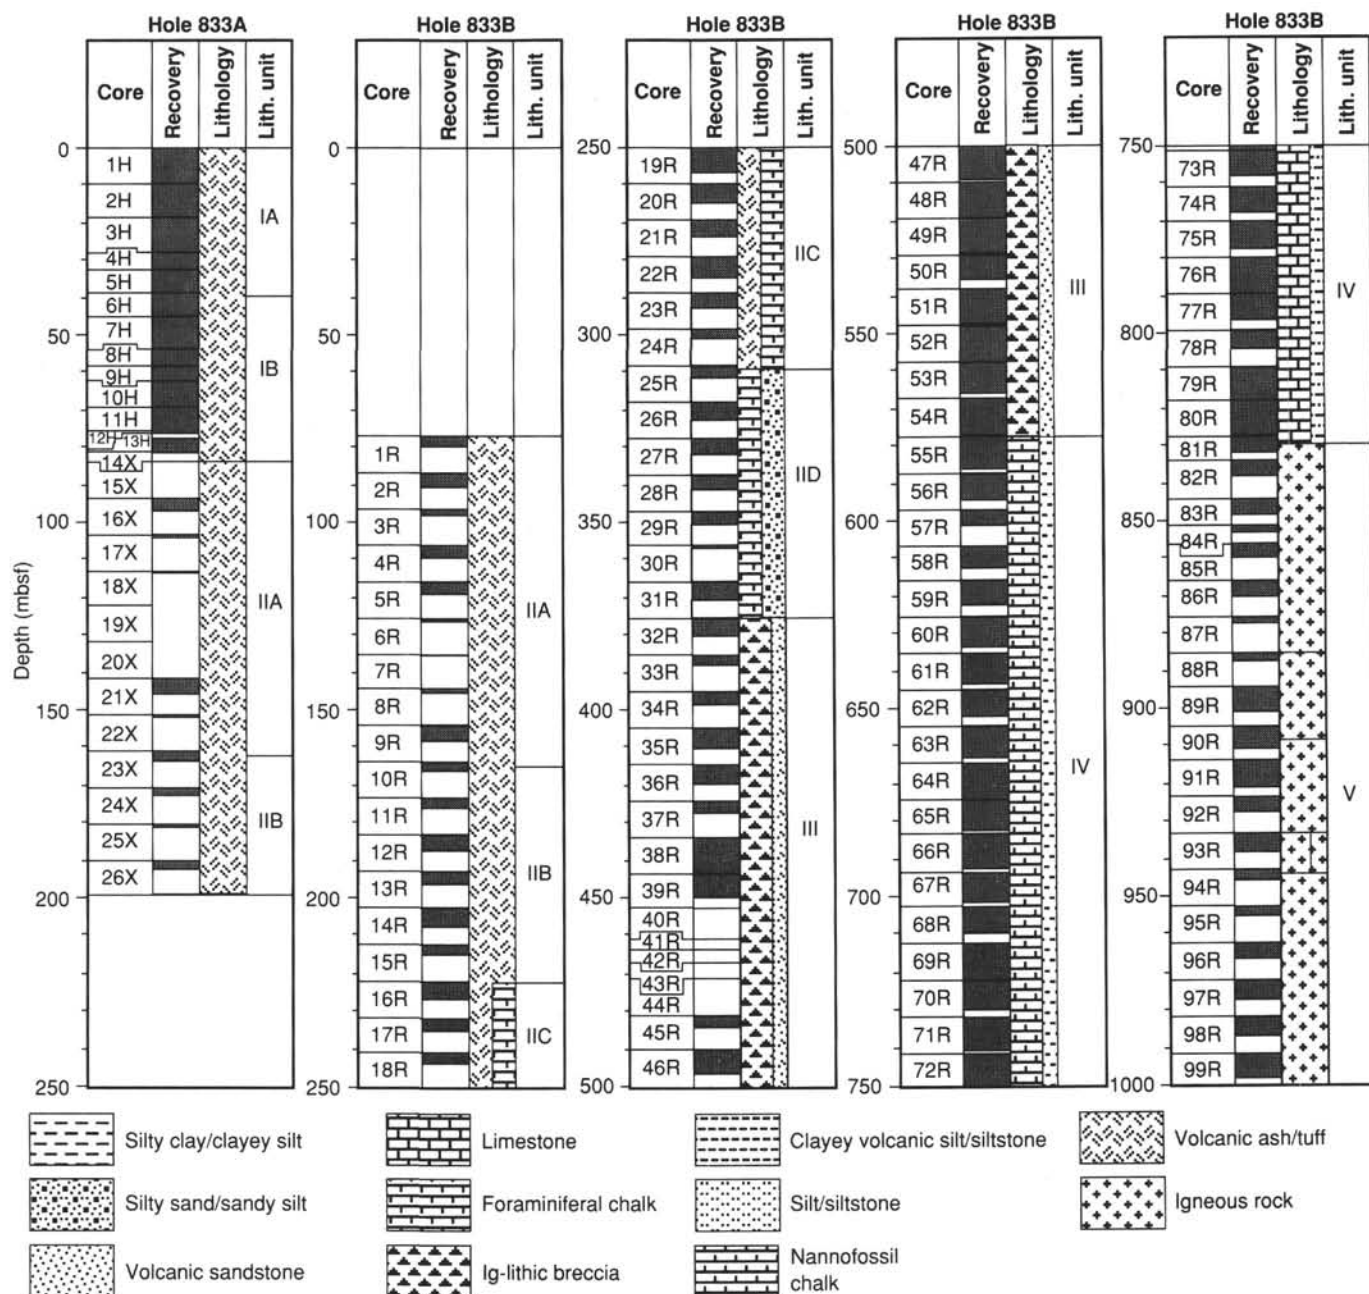 Hole 833A
Core
Recovery
Lithology
Lith. unit
Depth (mbsf)
0
50
100
150
200
250
1H
2H
3H
4H
5H
6H
7H
8H
9H
10H
11H
12H
13H
14X
15X
16X
17X
18X
19X
20X
21X
22X
23X
24X
25X
26X
IA
IB
IIA
IIB
Hole 833B
Core
Recovery
Lithology
Lith. unit
0
50
100
150
200
250
1R
2R
3R
4R
5R
6R
7R
8R
9R
10R
11R
12R
13R
14R
15R
16R
17R
18R
IIA
IIB
IIC
Hole 833B
Core
Recovery
Lithology
Lith. unit
250
300
350
400
450
500
19R
20R
21R
22R
23R
24R
25R
26R
27R
28R
29R
30R
31R
32R
33R
34R
35R
36R
37R
38R
39R
40R
41R
42R
43R
44R
45R
46R
IIC
IID
III
Hole 833B
Core
Recovery
Lithology
Lith. unit
500
550
600
650
700
750
47R
48R
49R
50R
51R
52R
53R
54R
55R
56R
57R
58R
59R
60R
61R
62R
63R
64R
65R
66R
67R
68R
69R
70R
71R
72R
III
IV
Hole 833B
Core
Recovery
Lithology
Lith. unit
750
800
850
900
950
1000
73R
74R
75R
76R
77R
78R
79R
80R
81R
82R
83R
84R
85R
86R
87R
88R
89R
90R
91R
92R
93R
94R
95R
96R
97R
98R
99R
IV
V
Silty clay/clayey silt
Limestone
Clayey volcanic silt/siltstone
Volcanic ash/tuff
Silty sand/sandy silt
Foraminiferal chalk
Silt/siltstone
Igneous rock
Volcanic sandstone
Ig-lithic breccia
Nannofossil
chalk